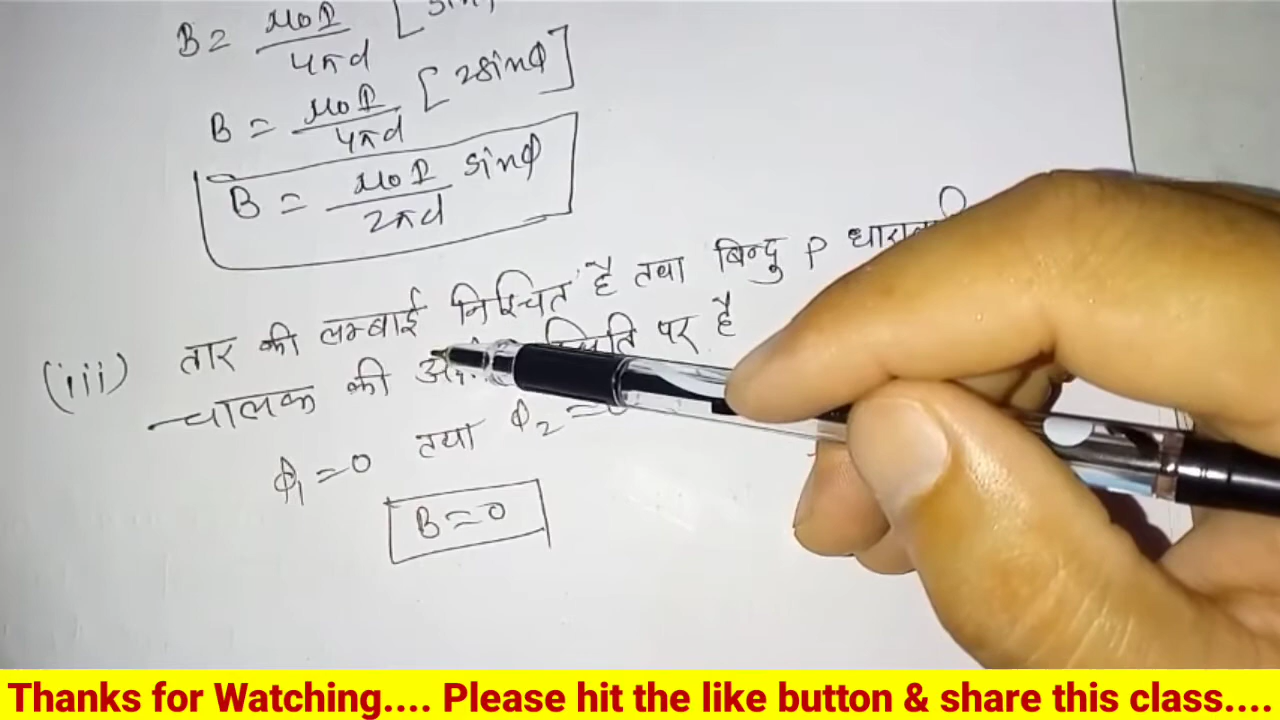 B = μ₀I / 4πd [
B = μ₀I / 4πd [2sinφ]
B = μ₀I / 2πd sinφ
(iii) तार की लम्बाई निश्चित है तथा बिन्दु P
चालक की पर है
φ₁ = 0 तथा φ₂ =
B = 0
Thanks for Watching.... Please hit the like button & share this class....